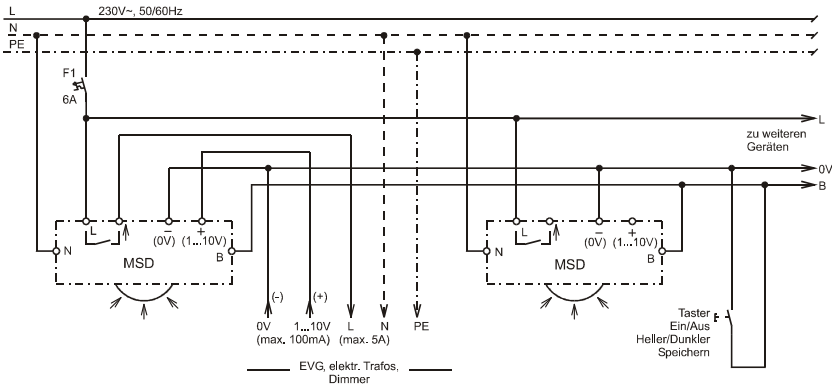 L 230V~, 50/60Hz
N
PE
F1
6A
L
zu weiteren
Geräten
0V
B
L − + (0V) (1...10V)
N B
MSD
L − + (0V) (1...10V)
N B
MSD
(-) (+)
0V 1...10V L N PE
(max. 100mA) (max. 5A)
EVG, elektr. Trafos,
Dimmer
Taster
Ein/Aus
Heller/Dunkler
Speichern